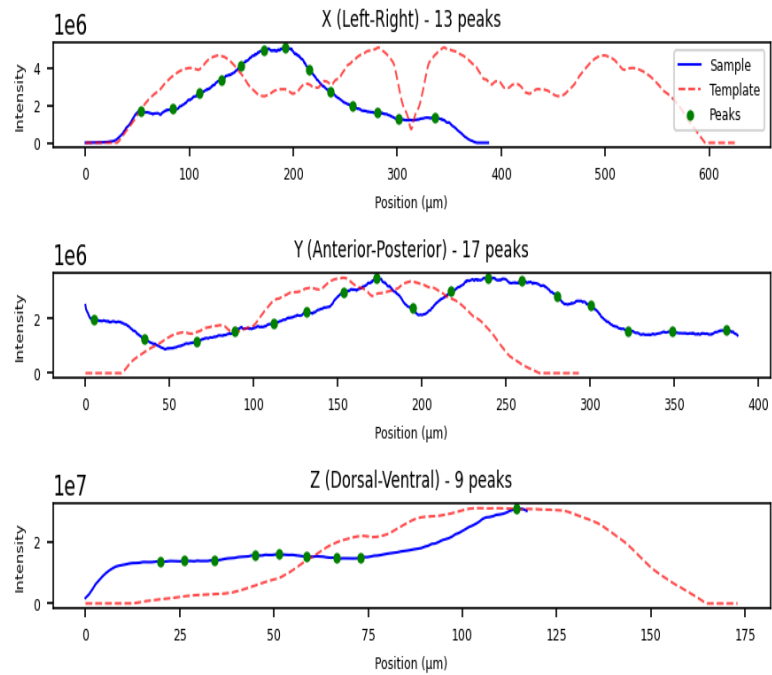 X (Left-Right) - 13 peaks
1e6
Intensity
4
2
0
Sample
Template
Peaks
0 100 200 300 400 500 600
Position (µm)
Y (Anterior-Posterior) - 17 peaks
1e6
Intensity
2
0
0 50 100 150 200 250 300 350 400
Position (µm)
Z (Dorsal-Ventral) - 9 peaks
1e7
Intensity
2
0
0 25 50 75 100 125 150 175
Position (µm)